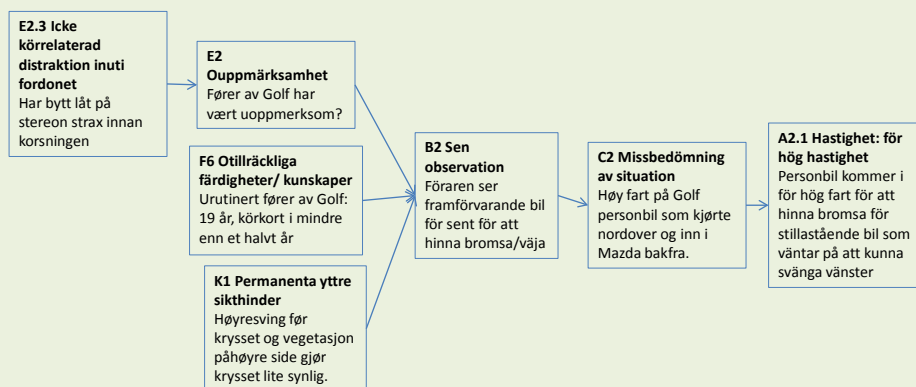 E2.3 Icke
körrelaterad
distraktion inuti
fordonet
Har bytt låt på
stereon strax innan
korsningen
E2
Ouppmärksamhet
Fører av Golf har
vært uoppmerksom?
F6 Otillräckliga
färdigheter/ kunskaper
Urutinert fører av Golf:
19 år, körkort i mindre
enn et halvt år
K1 Permanenta yttre
sikthinder
Høyresving før
krysset og vegetasjon
påhøyre side gjør
krysset lite synlig.
B2 Sen
observation
Föraren ser
framförvarande bil
för sent för att
hinna bromsa/väja
C2 Missbedömning
av situation
Høy fart på Golf
personbil som kjørte
nordover og inn i
Mazda bakfra.
A2.1 Hastighet: för
hög hastighet
Personbil kommer i
för hög fart för att
hinna bromsa för
stillastående bil som
väntar på att kunna
svänga vänster